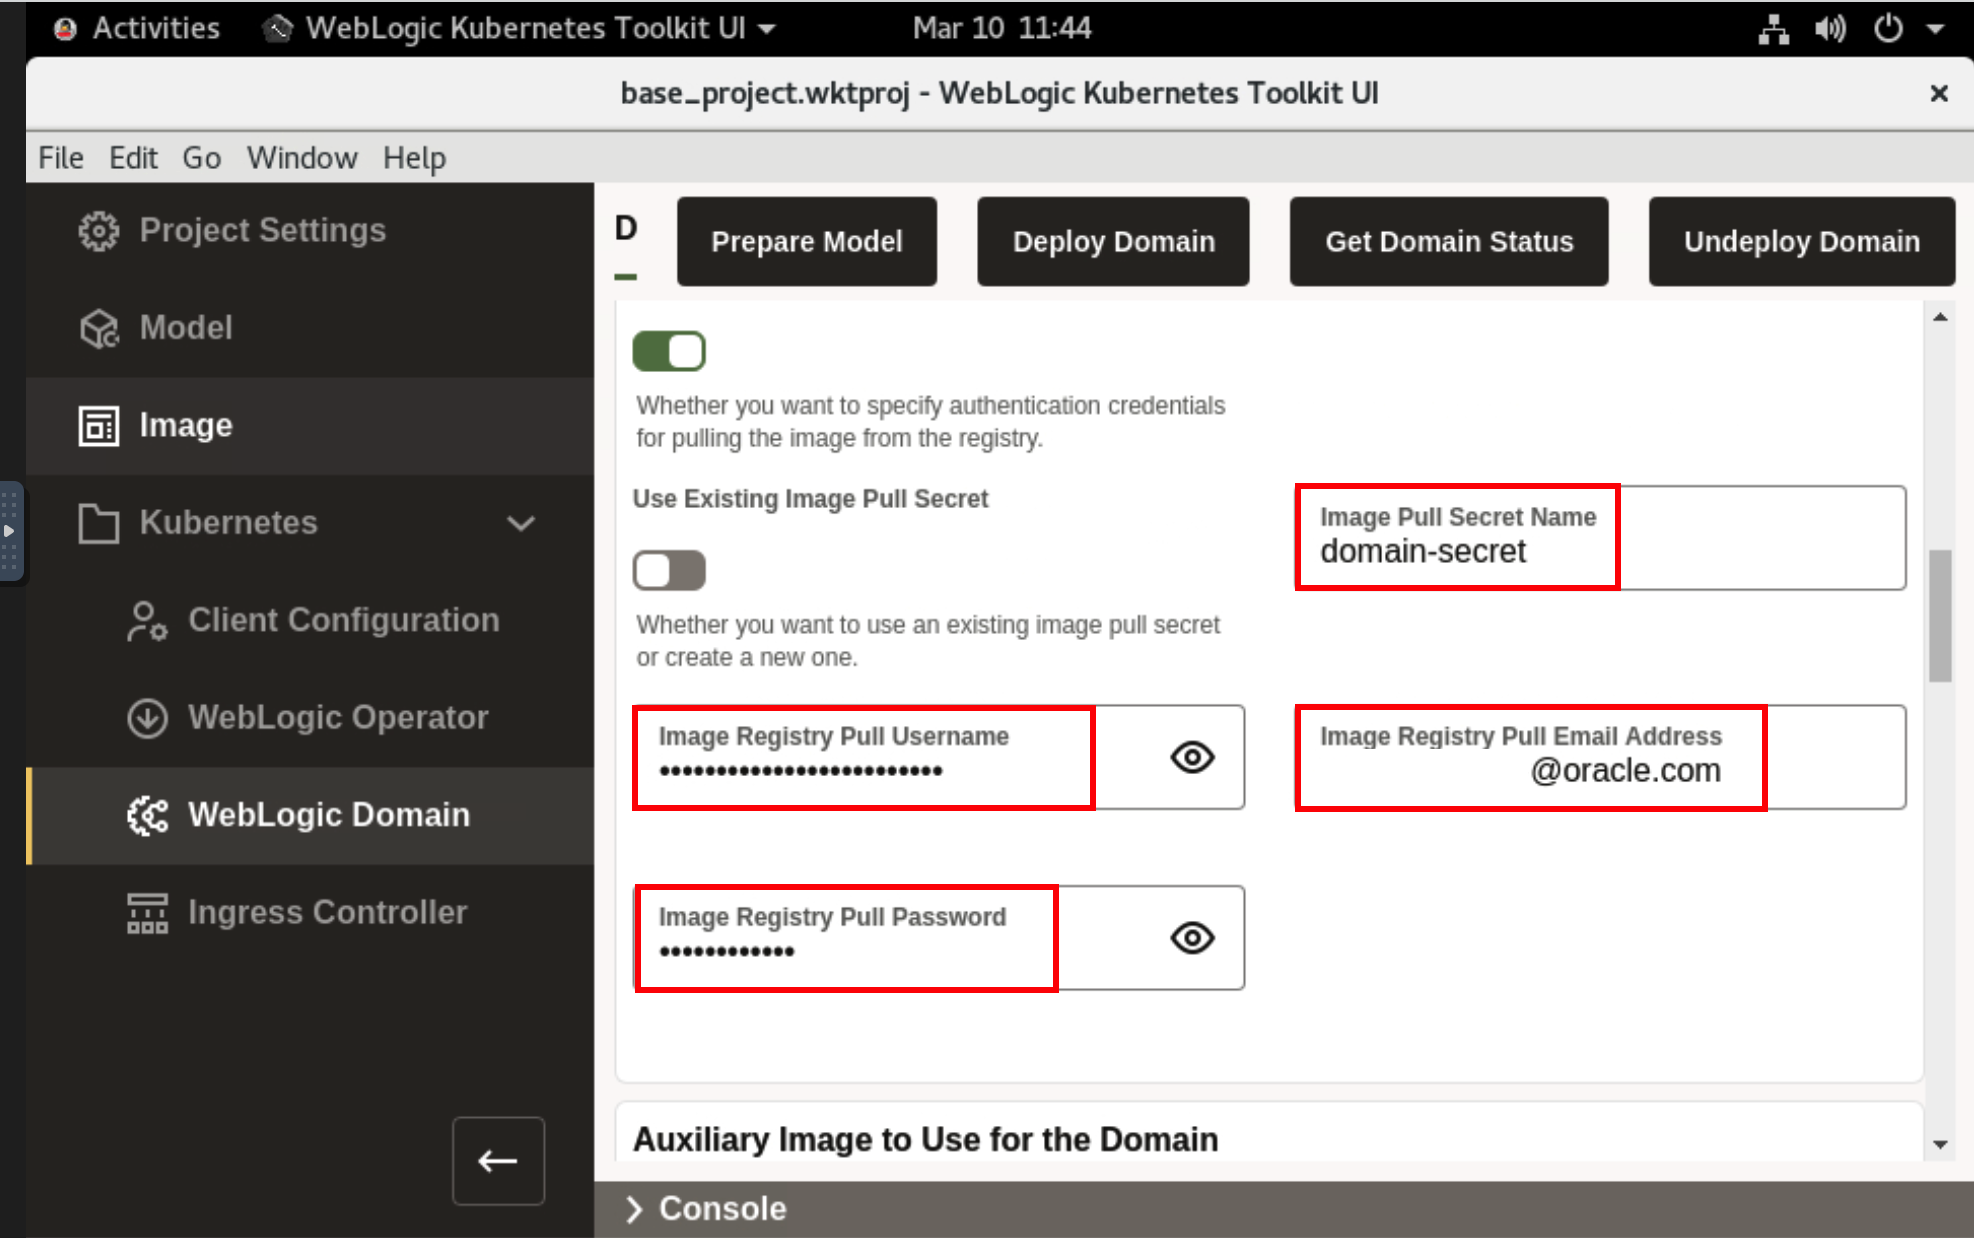 Activities
WebLogic Kubernetes Toolkit UI
Mar 10 11:44
base_project.wktproj - WebLogic Kubernetes Toolkit UI
File Edit Go Window Help
Project Settings
Model
Image
Kubernetes
Client Configuration
WebLogic Operator
WebLogic Domain
Ingress Controller
D
Prepare Model
Deploy Domain
Get Domain Status
Undeploy Domain
Whether you want to specify authentication credentials
for pulling the image from the registry.
Use Existing Image Pull Secret
Image Pull Secret Name
domain-secret
Whether you want to use an existing image pull secret
or create a new one.
Image Registry Pull Username
•••••••••••••••••••••••••
Image Registry Pull Email Address
@oracle.com
Image Registry Pull Password
••••••••••••
Auxiliary Image to Use for the Domain
Console